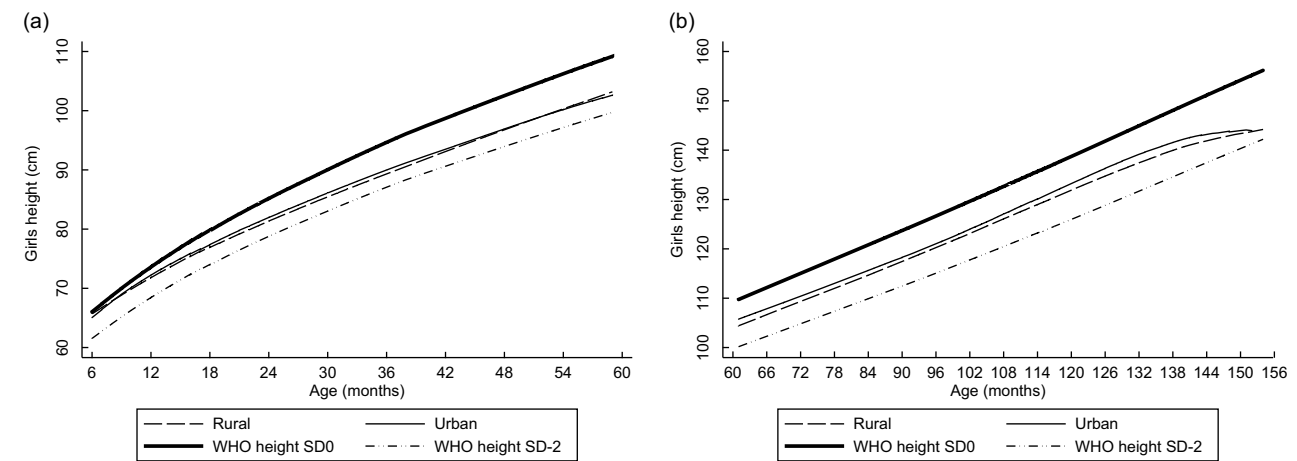 (a)
Girls height (cm)
110
100
90
80
70
60
6 12 18 24 30 36 42 48 54 60
Age (months)
Rural Urban
WHO height SD0 WHO height SD-2
(b)
Girls height (cm)
160
150
140
130
120
110
100
60 66 72 78 84 90 96 102 108 114 120 126 132 138 144 150 156
Age (months)
Rural Urban
WHO height SD0 WHO height SD-2